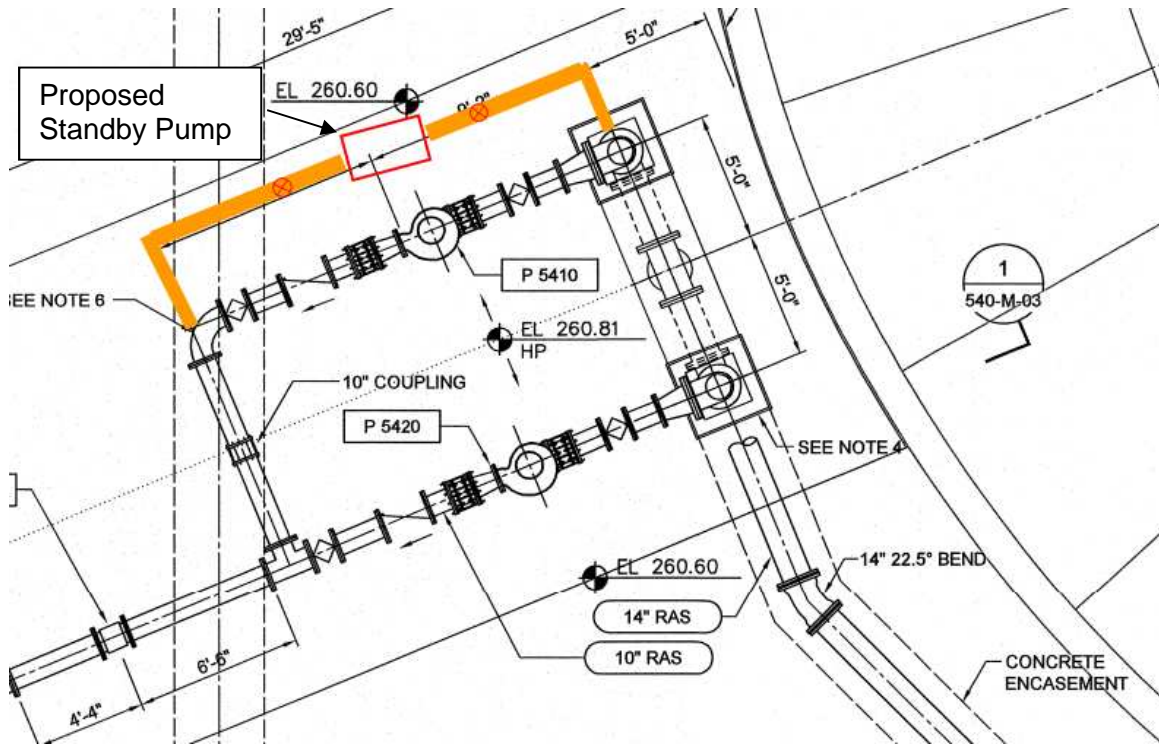 29'-5"
5'-0"
Proposed
Standby Pump
EL 260.60
5'-0"
P 5410
5'-0"
1
540-M-03
SEE NOTE 6
EL 260.81
HP
10" COUPLING
P 5420
SEE NOTE 4
EL 260.60
14" 22.5° BEND
14" RAS
10" RAS
6'-6"
CONCRETE
ENCASEMENT
4'-4"